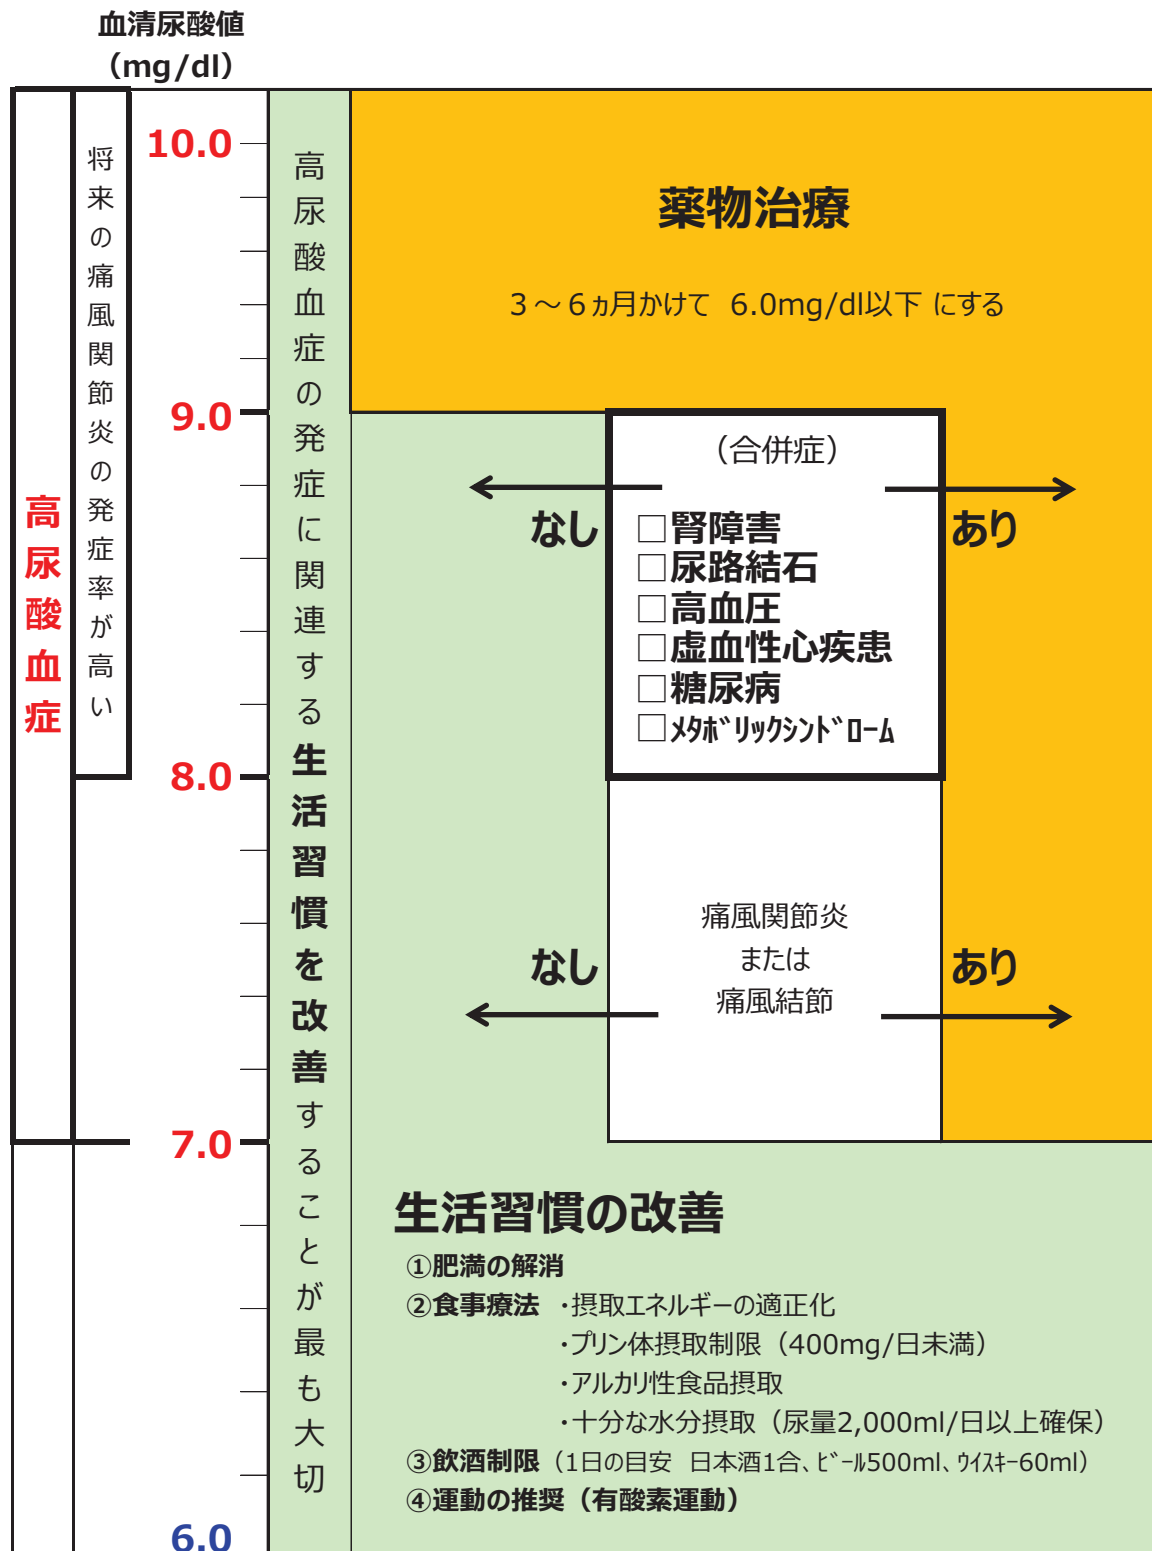 血清尿酸値
（mg/dl）
高尿酸血症
将来の痛風関節炎の発症率が高い
10.0
9.0
8.0
7.0
6.0
高尿酸血症の発症に関連する生活習慣を改善することが最も大切
薬物治療
３～６ヵ月かけて 6.0mg/dl以下 にする
（合併症）
なし
あり
□腎障害
□尿路結石
□高血圧
□虚血性心疾患
□糖尿病
□ﾒﾀﾎﾞﾘｯｸｼﾝﾄﾞﾛｰﾑ
痛風関節炎
または
痛風結節
なし
あり
生活習慣の改善
①肥満の解消
②食事療法 ・摂取エネルギーの適正化
・プリン体摂取制限（400mg/日未満）
・アルカリ性食品摂取
・十分な水分摂取（尿量2,000ml/日以上確保）
③飲酒制限（1日の目安 日本酒1合、ﾋﾞｰﾙ500ml、ｳｲｽｷｰ60ml）
④運動の推奨（有酸素運動）